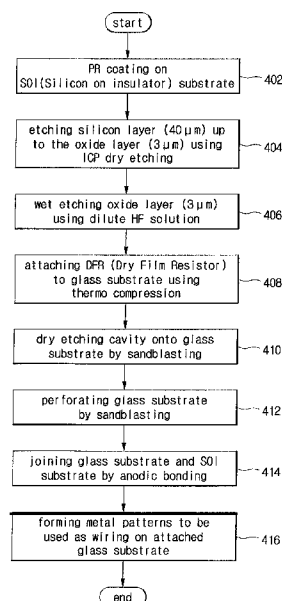 start
PR coating on
SOI(Silicon on insulator) substrate
402
etching silicon layer (40µm) up
to the oxide layer (3µm) using
ICP dry etching
404
wet etching oxide layer (3µm)
using dilute HF solution
406
attaching DFR (Dry Film Resistor)
to glass substrate using
thermo compression
408
dry etching cavity onto glass
substrate by sandblasting
410
perforating glass substrate
by sandblasting
412
joining glass substrate and SOI
substrate by anodic bonding
414
forming metal patterns to be
used as wiring on attached
glass substrate
416
end